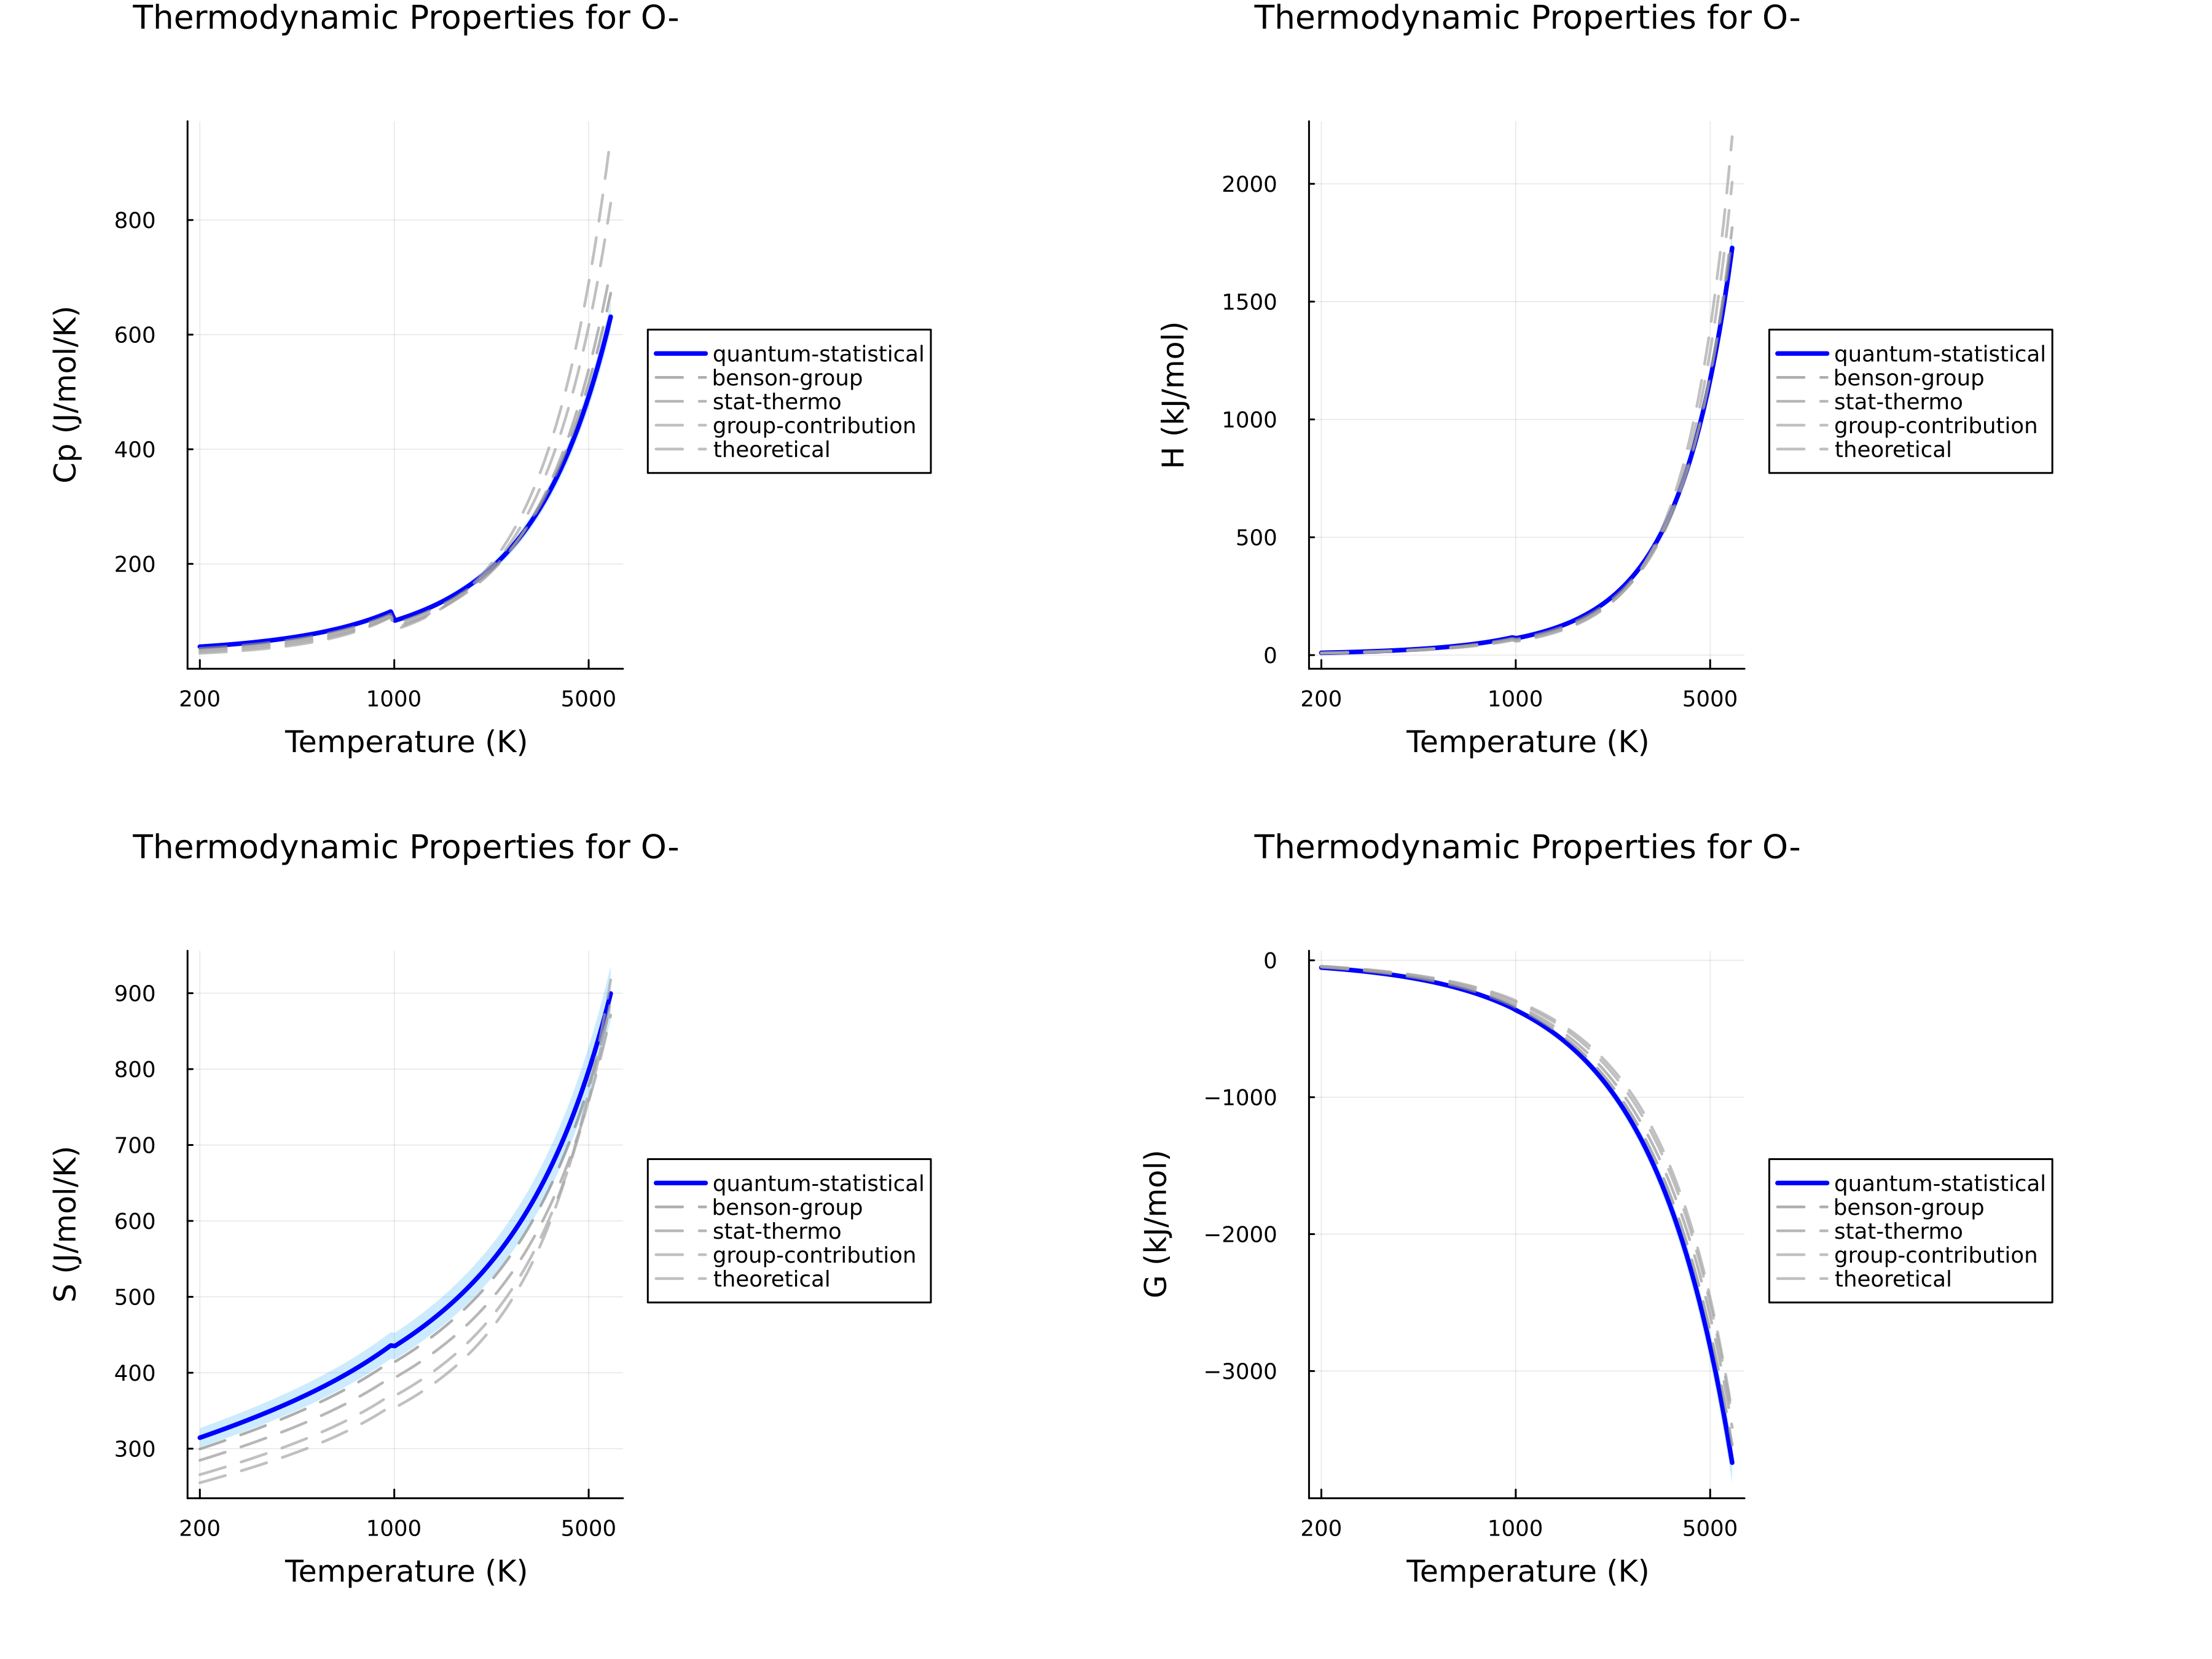 Thermodynamic Properties for O-
Cp (J/mol/K)
800
600
400
200
200 1000 5000
Temperature (K)
quantum-statistical
benson-group
stat-thermo
group-contribution
theoretical
Thermodynamic Properties for O-
H (kJ/mol)
2000
1500
1000
500
0
200 1000 5000
Temperature (K)
quantum-statistical
benson-group
stat-thermo
group-contribution
theoretical
Thermodynamic Properties for O-
S (J/mol/K)
900
800
700
600
500
400
300
200 1000 5000
Temperature (K)
quantum-statistical
benson-group
stat-thermo
group-contribution
theoretical
Thermodynamic Properties for O-
G (kJ/mol)
0
−1000
−2000
−3000
200 1000 5000
Temperature (K)
quantum-statistical
benson-group
stat-thermo
group-contribution
theoretical